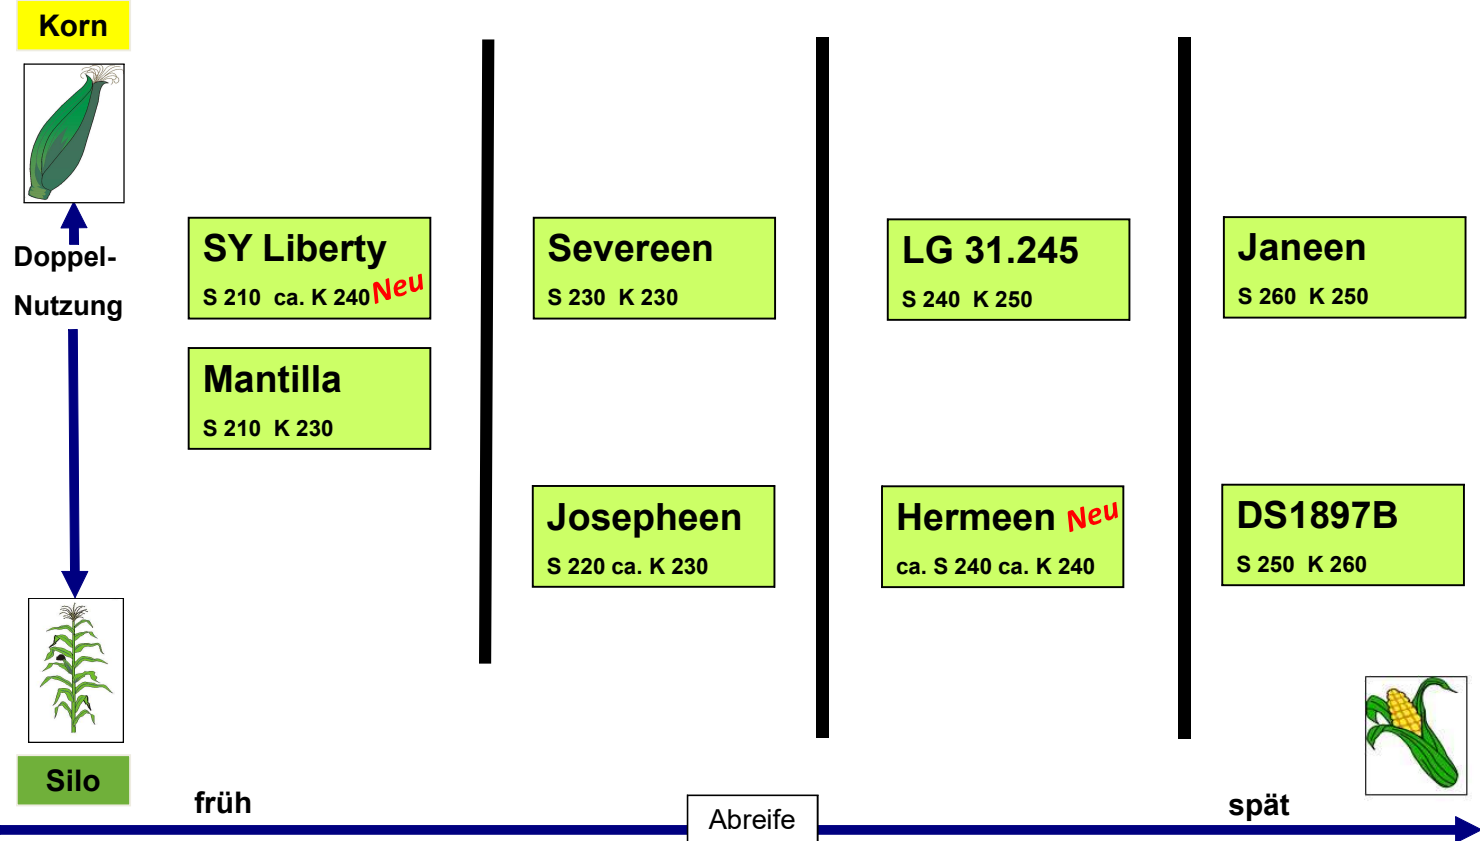 Korn
Doppel-
Nutzung
SY Liberty
S 210 ca. K 240 Neu
Mantilla
S 210 K 230
Severeen
S 230 K 230
Josepheen
S 220 ca. K 230
LG 31.245
S 240 K 250
Hermeen Neu
ca. S 240 ca. K 240
Janeen
S 260 K 250
DS1897B
S 250 K 260
Silo
früh
Abreife
spät